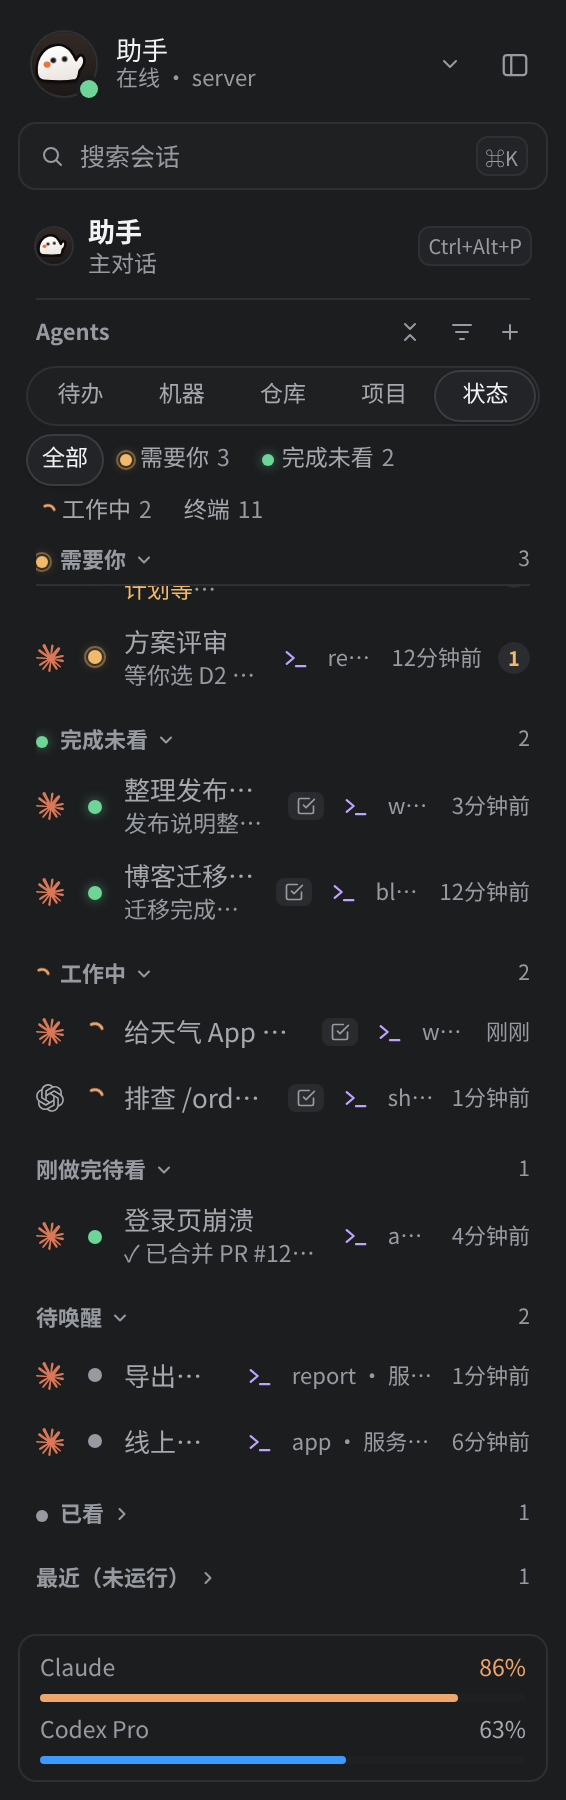 助手
在线 • server
搜索会话 ⌘K
助手
主对话 Ctrl+Alt+P
Agents
待办 机器 仓库 项目 状态
全部 需要你 3 完成未看 2
工作中 2 终端 11
需要你 3
计划等…
方案评审
等你选 D2 … re… 12分钟前 1
完成未看 2
整理发布…
发布说明整… w… 3分钟前
博客迁移…
迁移完成… bl… 12分钟前
工作中 2
给天气 App … w… 刚刚
排查 /ord… sh… 1分钟前
刚做完待看 1
登录页崩溃
✓ 已合并 PR #12… a… 4分钟前
待唤醒 2
导出… report • 服… 1分钟前
线上… app • 服务… 6分钟前
已看 1
最近（未运行） 1
Claude 86%
Codex Pro 63%